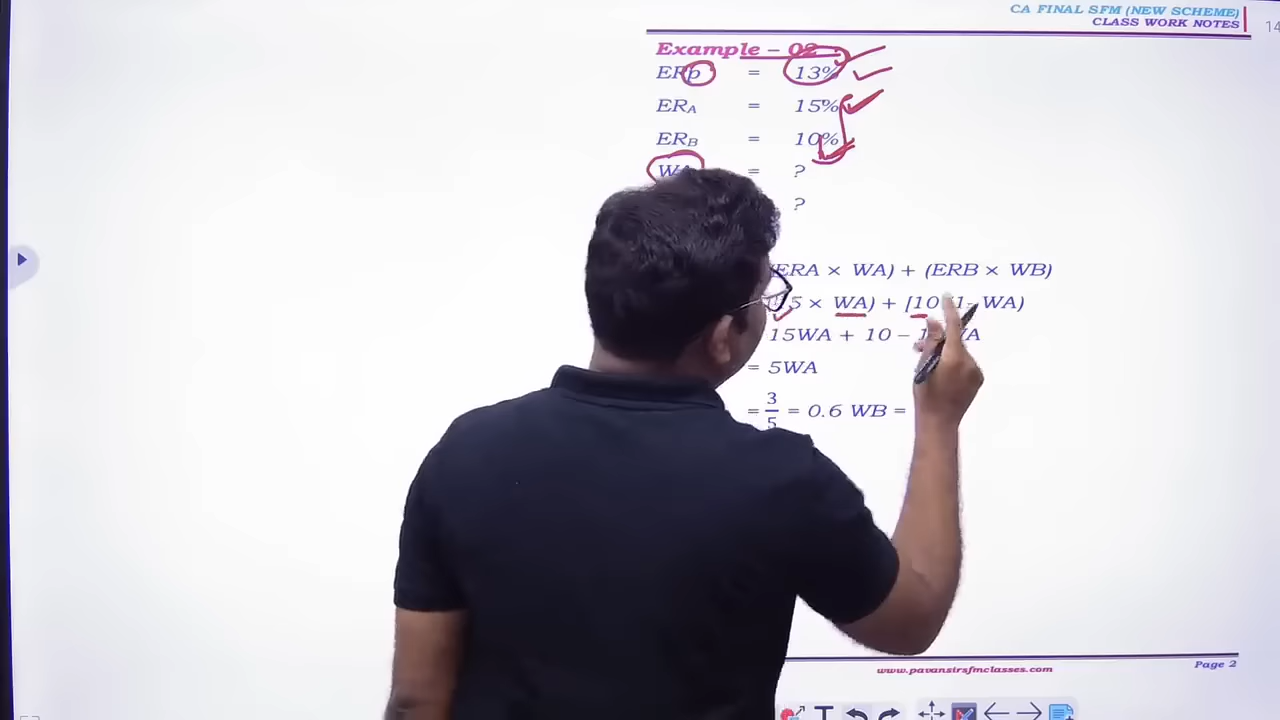 CA FINAL SFM (NEW SCHEME)
CLASS WORK NOTES
14
Example – 02
ERp = 13%
ERA = 15%
ERB = 10%
WA = ?
?
(ERA × WA) + (ERB × WB)
5 × WA) + [10 (1- WA)
15WA + 10 – WA
= 5WA
= 3/5 = 0.6 WB =
www.pavansirsfmclasses.com
Page 2